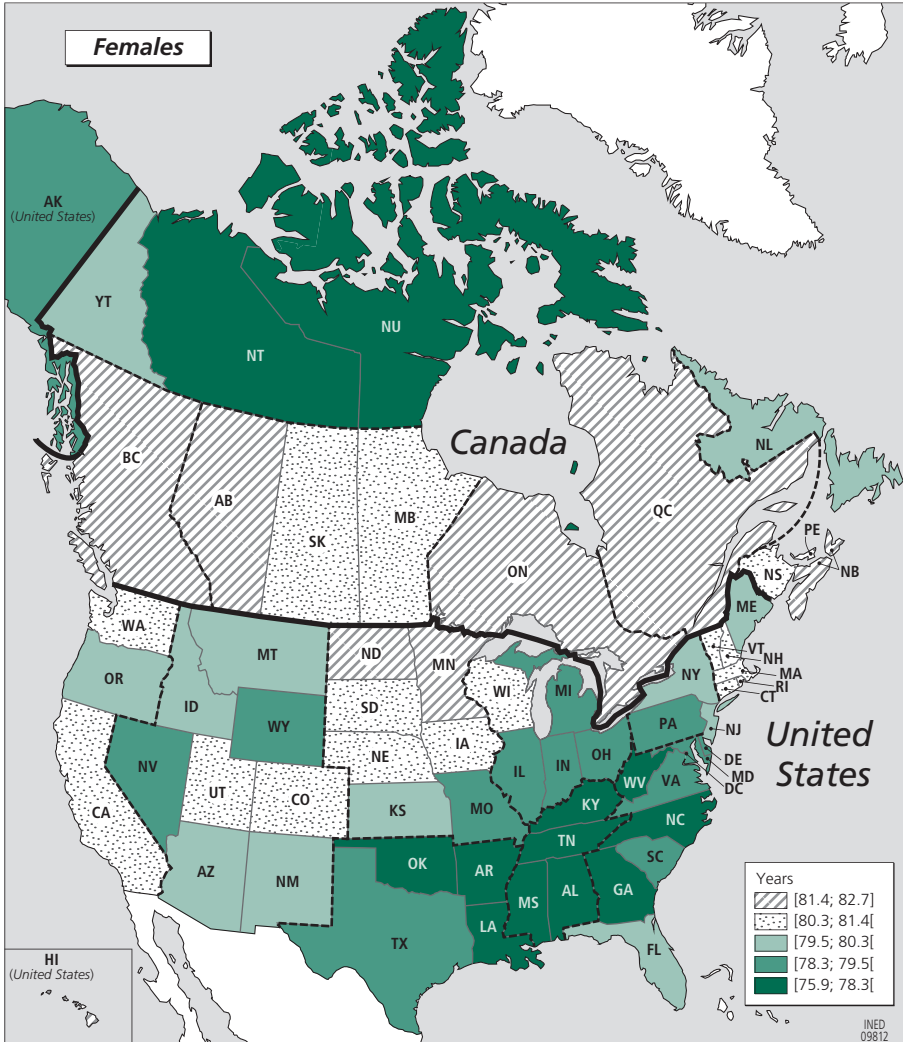 Females
AK
(United States)
YT
NT
NU
Canada
BC
AB
SK
MB
ON
QC
NL
PE
NB
NS
WA
OR
ID
MT
WY
ND
MN
SD
NE
IA
WI
MI
NV
UT
CO
CA
AZ
NM
KS
MO
IL
IN
OH
PA
NY
ME
VT
NH
MA
RI
CT
NJ
DE
MD
DC
United
States
WV
VA
KY
NC
TN
SC
OK
AR
MS
AL
GA
LA
TX
FL
HI
(United States)
Years
[81.4; 82.7]
[80.3; 81.4[
[79.5; 80.3[
[78.3; 79.5[
[75.9; 78.3[
INED
09812